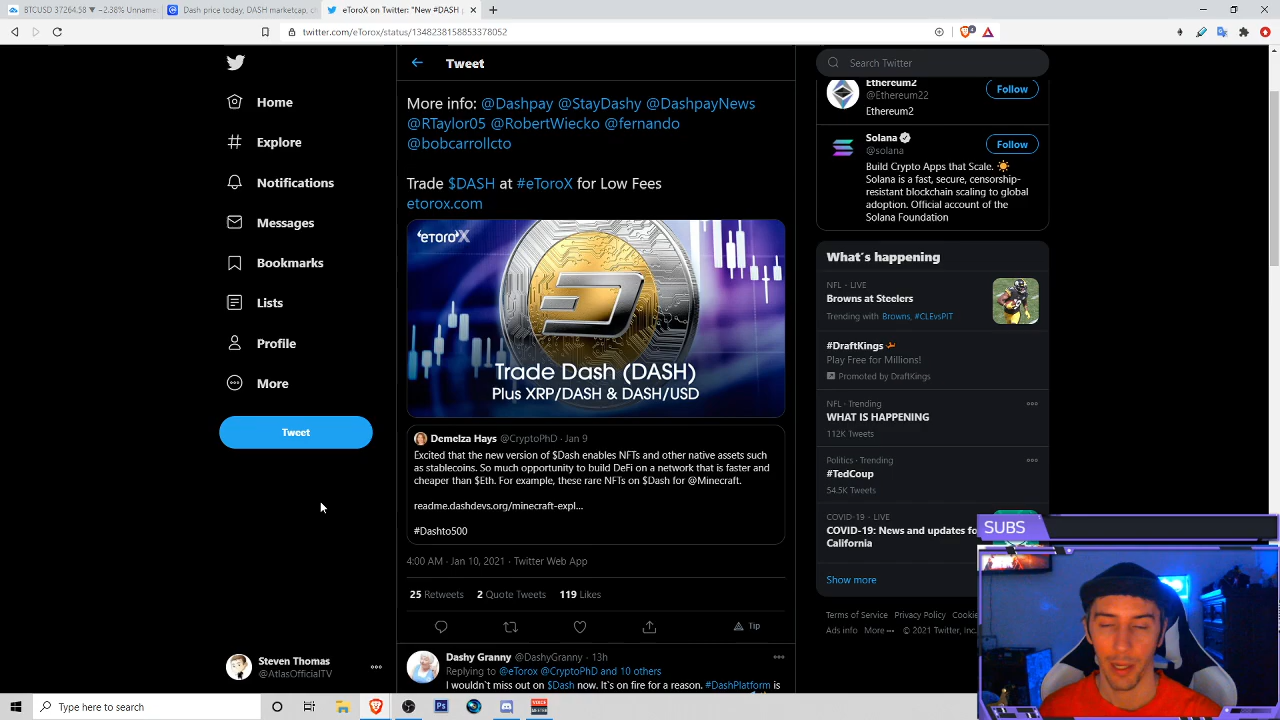 BTCUSD 37264.58 ▼ −2.38% Unname
Dash price today, DASH marketcap, c
eToroX on Twitter: "New #DASH
twitter.com/eTorox/status/1348238158853378052
Home
Explore
Notifications
Messages
Bookmarks
Lists
Profile
More
Tweet
Steven Thomas
@AtlasOfficialTV
Tweet
More info: @Dashpay @StayDashy @DashpayNews
@RTaylor05 @RobertWiecko @fernando
@bobcarrollcto
Trade $DASH at #eToroX for Low Fees
etorox.com
eToroX
Trade Dash (DASH)
Plus XRP/DASH & DASH/USD
Demelza Hays @CryptoPhD · Jan 9
Excited that the new version of $Dash enables NFTs and other native assets such
as stablecoins. So much opportunity to build DeFi on a network that is faster and
cheaper than $Eth. For example, these rare NFTs on $Dash for @Minecraft.
readme.dashdevs.org/minecraft-expl...
#Dashto500
4:00 AM · Jan 10, 2021 · Twitter Web App
25 Retweets 2 Quote Tweets 119 Likes
Tip
Dashy Granny @DashyGranny · 13h
Replying to @eTorox @CryptoPhD and 10 others
I wouldn`t miss out on $Dash now. It`s on fire for a reason. #DashPlatform is
Search Twitter
Ethereum2
@Ethereum22
Ethereum2
Follow
Solana
@solana
Follow
Build Crypto Apps that Scale.
Solana is a fast, secure, censorship-
resistant blockchain scaling to global
adoption. Official account of the
Solana Foundation
What's happening
NFL · LIVE
Browns at Steelers
Trending with Browns, #CLEvsPIT
#DraftKings
Play Free for Millions!
Promoted by DraftKings
NFL · Trending
WHAT IS HAPPENING
112K Tweets
Politics · Trending
#TedCoup
54.5K Tweets
COVID-19 · LIVE
COVID-19: News and updates fo
California
Show more
Terms of Service Privacy Policy Cookie
Ad info More © 2021 Twitter, Inc.
SUBS
Type here to search